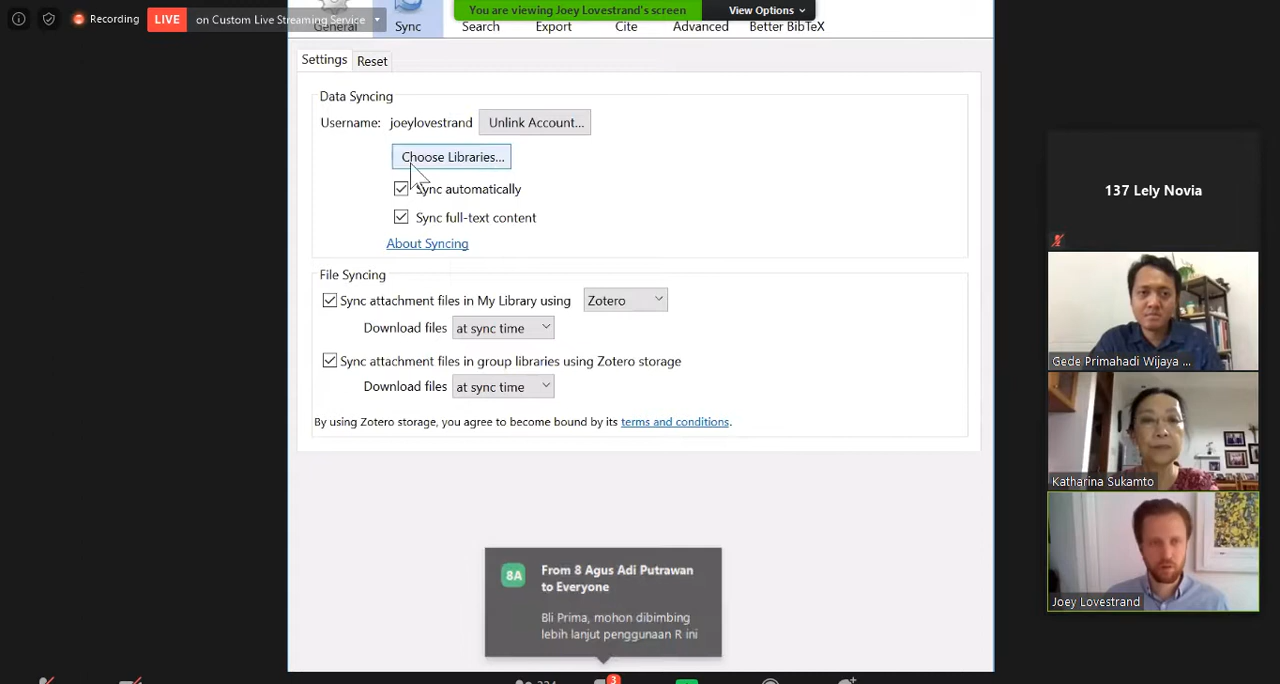 Recording
LIVE
on Custom Live Streaming Service
You are viewing Joey Lovestrand's screen
View Options
General
Sync
Search
Export
Cite
Advanced
Better BibTeX
Settings
Reset
Data Syncing
Username: joeylovestrand
Unlink Account...
Choose Libraries...
Sync automatically
Sync full-text content
About Syncing
File Syncing
Sync attachment files in My Library using
Zotero
Download files
at sync time
Sync attachment files in group libraries using Zotero storage
Download files
at sync time
By using Zotero storage, you agree to become bound by its terms and conditions.
8A
From 8 Agus Adi Putrawan
to Everyone
Bli Prima, mohon dibimbing
lebih lanjut penggunaan R ini
3
137 Lely Novia
Gede Primahadi Wijaya ...
Katharina Sukamto
Joey Lovestrand